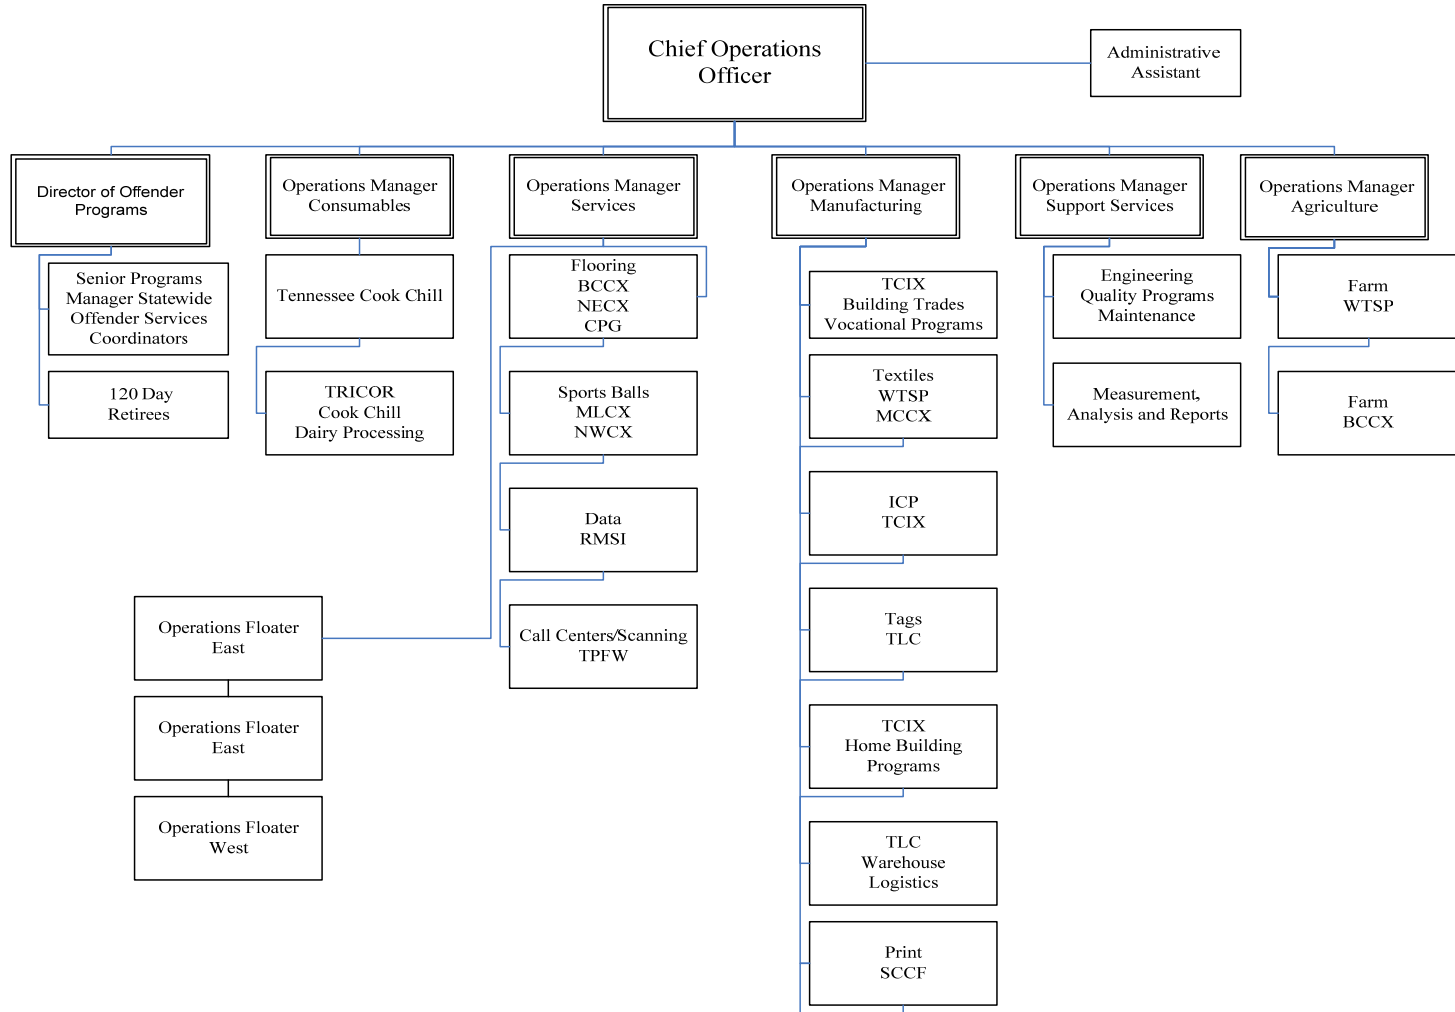 Chief Operations
Officer
Administrative
Assistant
Director of Offender
Programs
Operations Manager
Consumables
Operations Manager
Services
Operations Manager
Manufacturing
Operations Manager
Support Services
Operations Manager
Agriculture
Senior Programs
Manager Statewide
Offender Services
Coordinators
120 Day
Retirees
Tennessee Cook Chill
TRICOR
Cook Chill
Dairy Processing
Flooring
BCCX
NECX
CPG
Sports Balls
MLCX
NWCX
Data
RMSI
Call Centers/Scanning
TPFW
Operations Floater
East
Operations Floater
East
Operations Floater
West
TCIX
Building Trades
Vocational Programs
Textiles
WTSP
MCCX
ICP
TCIX
Tags
TLC
TCIX
Home Building
Programs
TLC
Warehouse
Logistics
Print
SCCF
Engineering
Quality Programs
Maintenance
Measurement,
Analysis and Reports
Farm
WTSP
Farm
BCCX